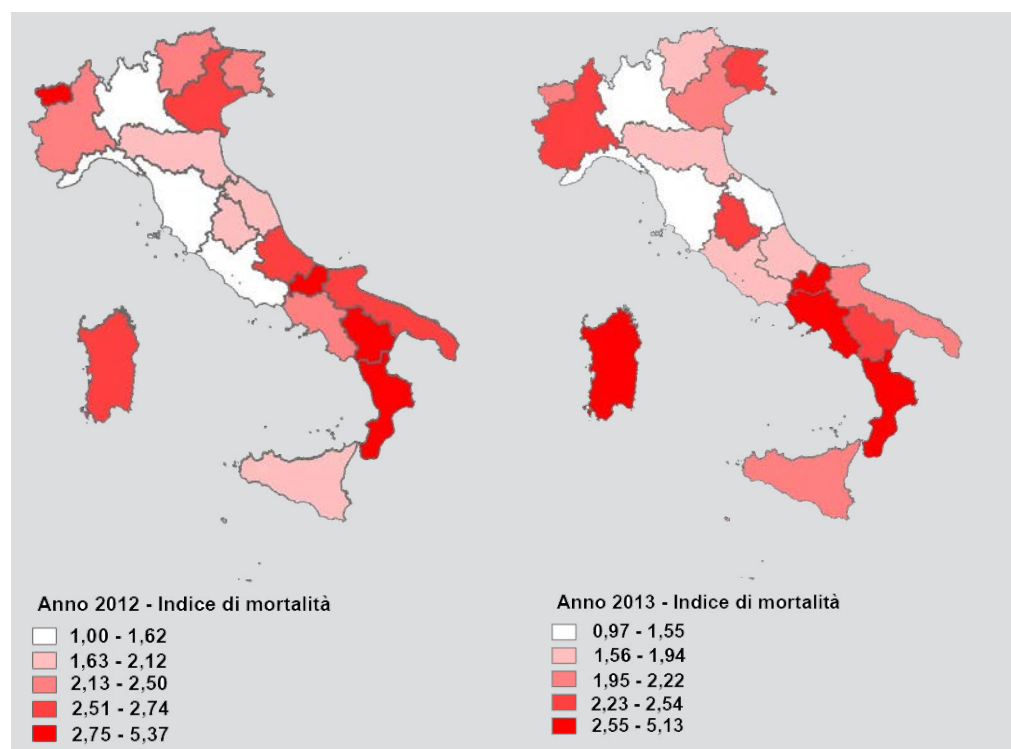 Anno 2012 - Indice di mortalità
1,00 - 1,62
1,63 - 2,12
2,13 - 2,50
2,51 - 2,74
2,75 - 5,37
Anno 2013 - Indice di mortalità
0,97 - 1,55
1,56 - 1,94
1,95 - 2,22
2,23 - 2,54
2,55 - 5,13